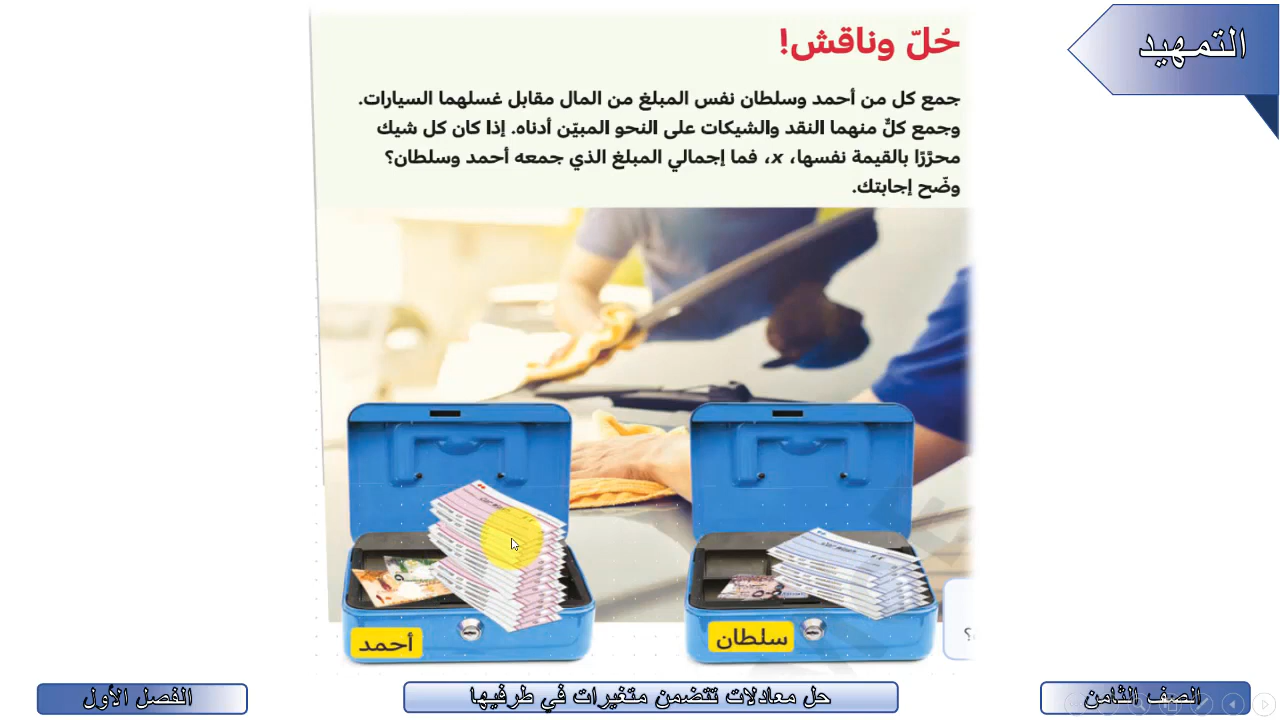 التمهيد
حُلّ وناقش!
جمع كل من أحمد وسلطان نفس المبلغ من المال مقابل غسلهما السيارات.
وجمع كلٌّ منهما النقد والشيكات على النحو المبيّن أدناه. إذا كان كل شيك
محرَّرًا بالقيمة نفسها، x، فما إجمالي المبلغ الذي جمعه أحمد وسلطان؟
وضّح إجابتك.
سلطان
أحمد
الصف الثامن
حل معادلات تتضمن متغيرات في طرفيها
الفصل الأول